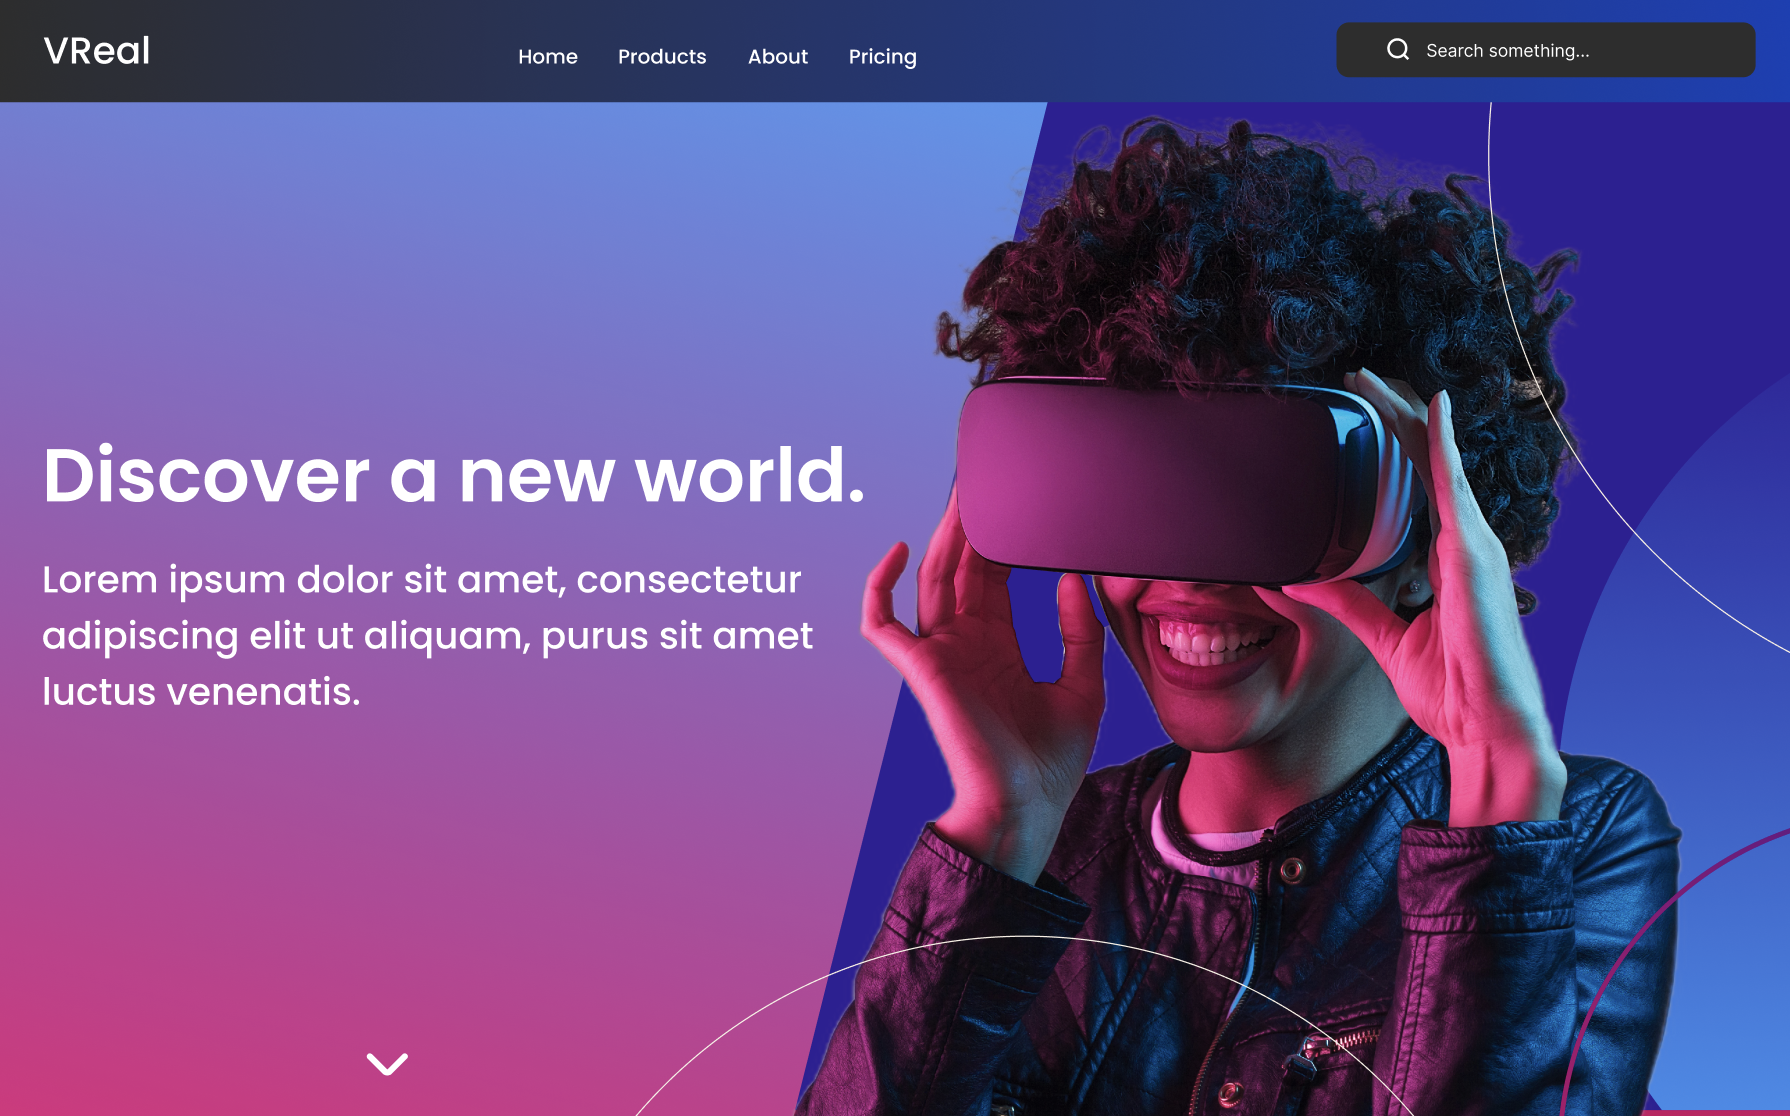 VReal
Home Products About Pricing
Search something...
Discover a new world.
Lorem ipsum dolor sit amet, consectetur
adipiscing elit ut aliquam, purus sit amet
luctus venenatis.